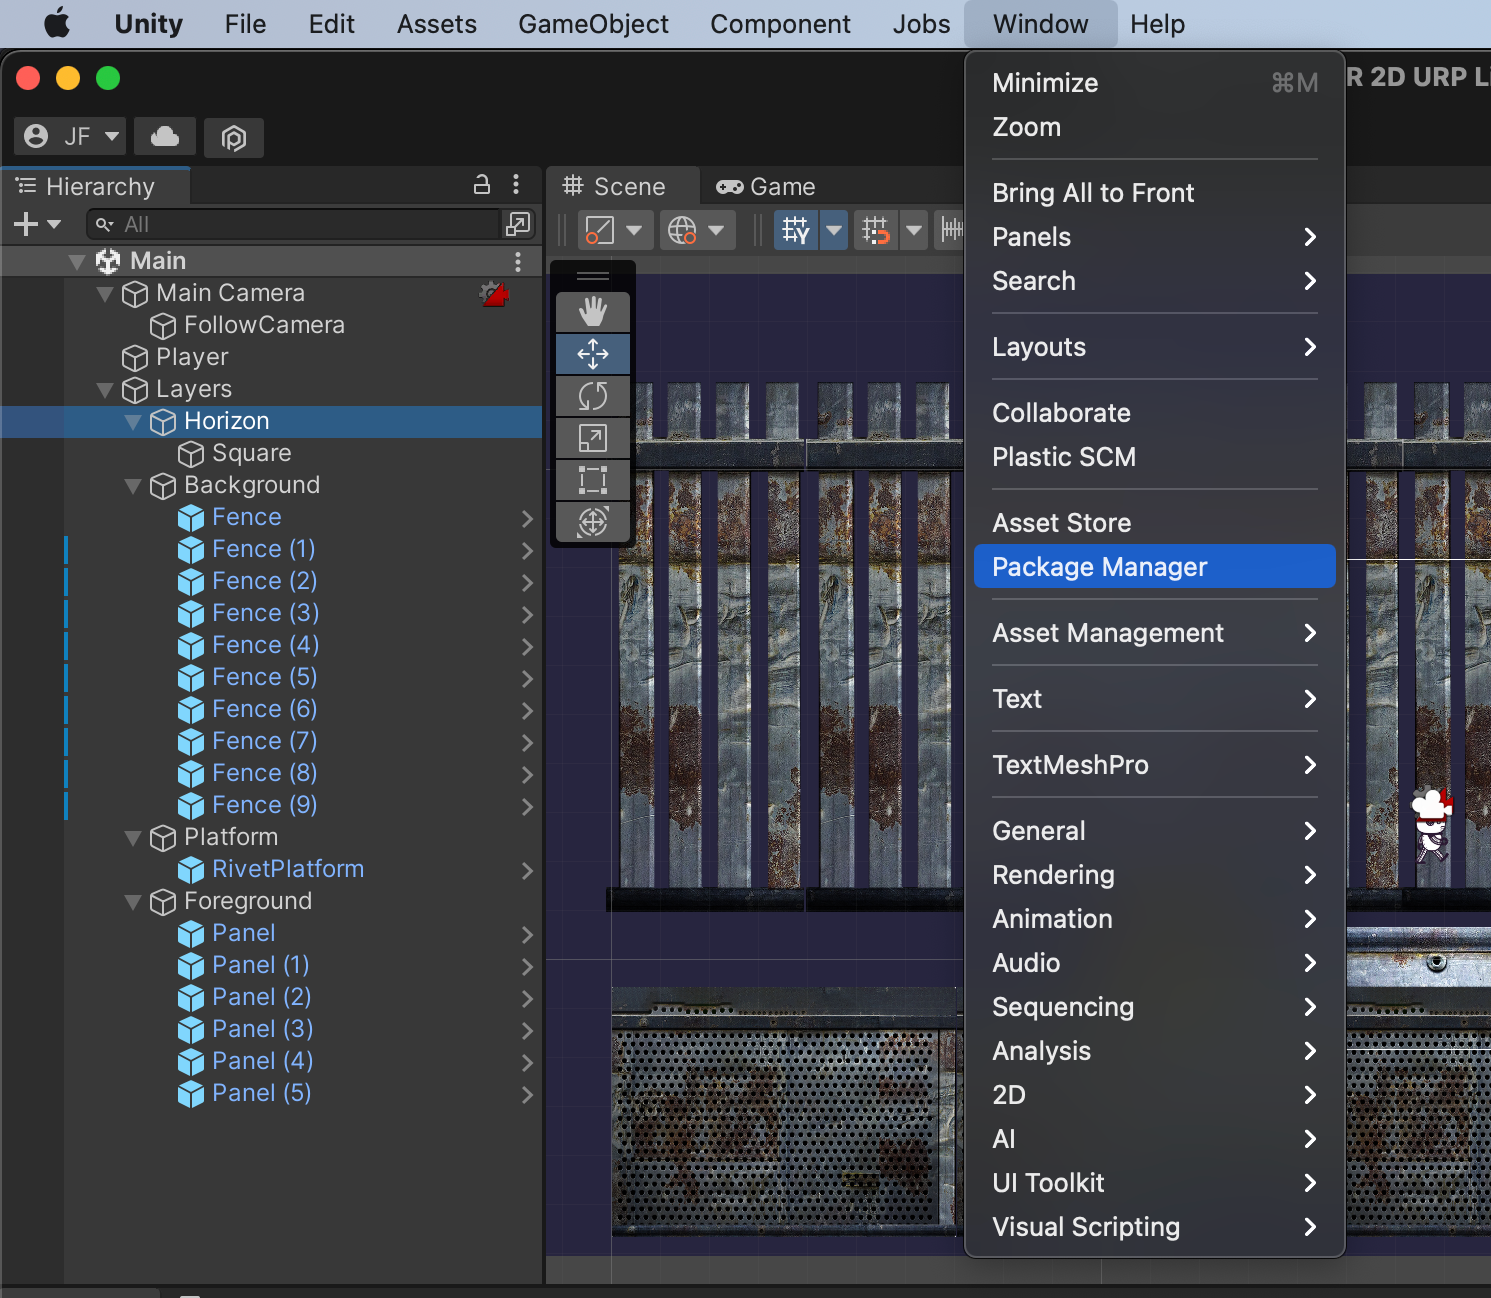 Unity File Edit Assets GameObject Component Jobs Window Help
R 2D URP Li
JF
Hierarchy
All
Main
Main Camera
FollowCamera
Player
Layers
Horizon
Square
Background
Fence
Fence (1)
Fence (2)
Fence (3)
Fence (4)
Fence (5)
Fence (6)
Fence (7)
Fence (8)
Fence (9)
Platform
RivetPlatform
Foreground
Panel
Panel (1)
Panel (2)
Panel (3)
Panel (4)
Panel (5)
Scene Game
Minimize ⌘M
Zoom
Bring All to Front
Panels
Search
Layouts
Collaborate
Plastic SCM
Asset Store
Package Manager
Asset Management
Text
TextMeshPro
General
Rendering
Animation
Audio
Sequencing
Analysis
2D
AI
UI Toolkit
Visual Scripting